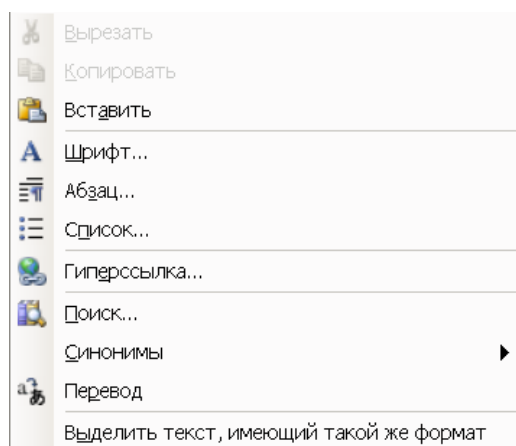 Вырезать
Копировать
Вставить
Шрифт...
Абзац...
Список...
Гиперссылка...
Поиск...
Синонимы
Перевод
Выделить текст, имеющий такой же формат